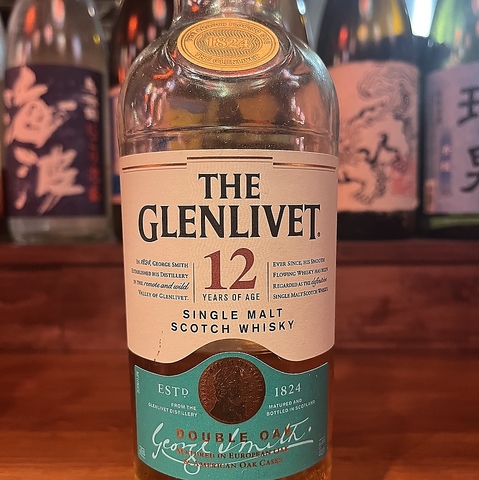 1824
THE
GLENLIVET.
IN 1824, GEORGE SMITH
ESTABLISHED HIS DISTILLERY
IN THE remote and wild
VALLEY OF GLENLIVET.
12
YEARS OF AGE
EVER SINCE, HIS SMOOTH
FLOWING WHISKY HAS BEEN
REGARDED AS THE definitive
SINGLE MALT SCOTCH WHISKY.
SINGLE MALT
SCOTCH WHISKY
ESTD
1824
FROM THE
GLENLIVET DISTILLERY
MATURED AND
BOTTLED IN SCOTLAND
DOUBLE OAK
George Smith.
MATURED IN EUROPEAN OAK
& AMERICAN OAK CASKS
海
波